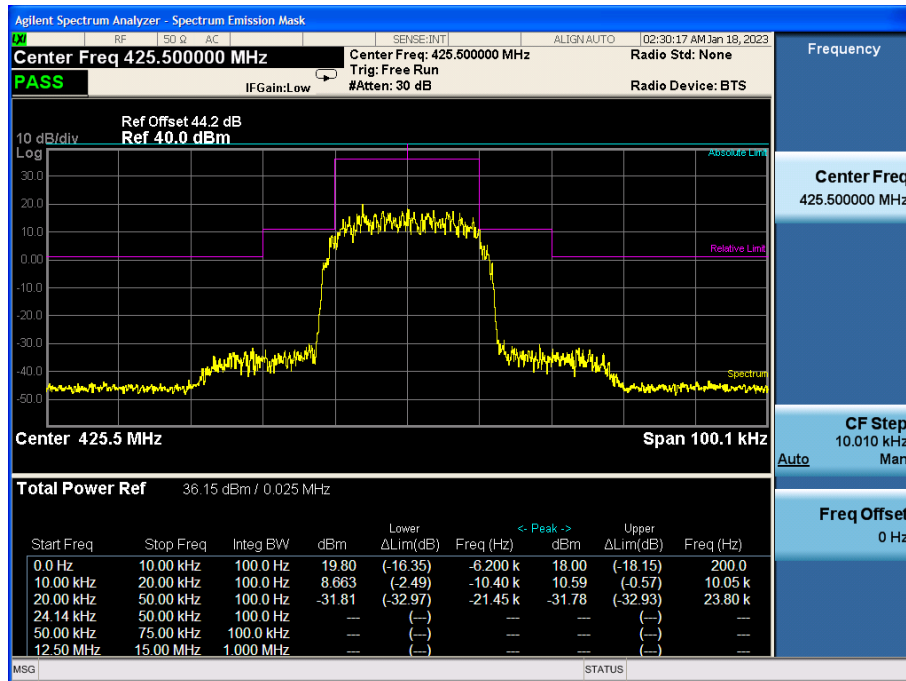 Agilent Spectrum Analyzer - Spectrum Emission Mask
LXI RF 50 Ω AC SENSE:INT ALIGN AUTO 02:30:17 AM Jan 18, 2023
Center Freq 425.500000 MHz
Center Freq: 425.500000 MHz
Radio Std: None
Trig: Free Run
PASS
IFGain:Low
#Atten: 30 dB
Radio Device: BTS
Ref Offset 44.2 dB
10 dB/div Ref 40.0 dBm
Log
Absolute Limit
30.0
20.0
10.0
Relative Limit
0.00
-10.0
-20.0
-30.0
-40.0
Spectrum
-50.0
Center 425.5 MHz Span 100.1 kHz
Total Power Ref 36.15 dBm / 0.025 MHz
Lower <- Peak -> Upper
Start Freq Stop Freq Integ BW dBm ΔLim(dB) Freq (Hz) dBm ΔLim(dB) Freq (Hz)
0.0 Hz 10.00 kHz 100.0 Hz 19.80 (-16.35) -6.200 k 18.00 (-18.15) 200.0
10.00 kHz 20.00 kHz 100.0 Hz 8.663 (-2.49) -10.40 k 10.59 (-0.57) 10.05 k
20.00 kHz 50.00 kHz 100.0 Hz -31.81 (-32.97) -21.45 k -31.78 (-32.93) 23.80 k
24.14 kHz 50.00 kHz 100.0 Hz --- (---) --- --- (---) ---
50.00 kHz 75.00 kHz 100.0 kHz --- (---) --- --- (---) ---
12.50 MHz 15.00 MHz 1.000 MHz --- (---) --- --- (---) ---
MSG STATUS
Frequency
Center Freq
425.500000 MHz
CF Step
10.010 kHz
Auto Man
Freq Offset
0 Hz